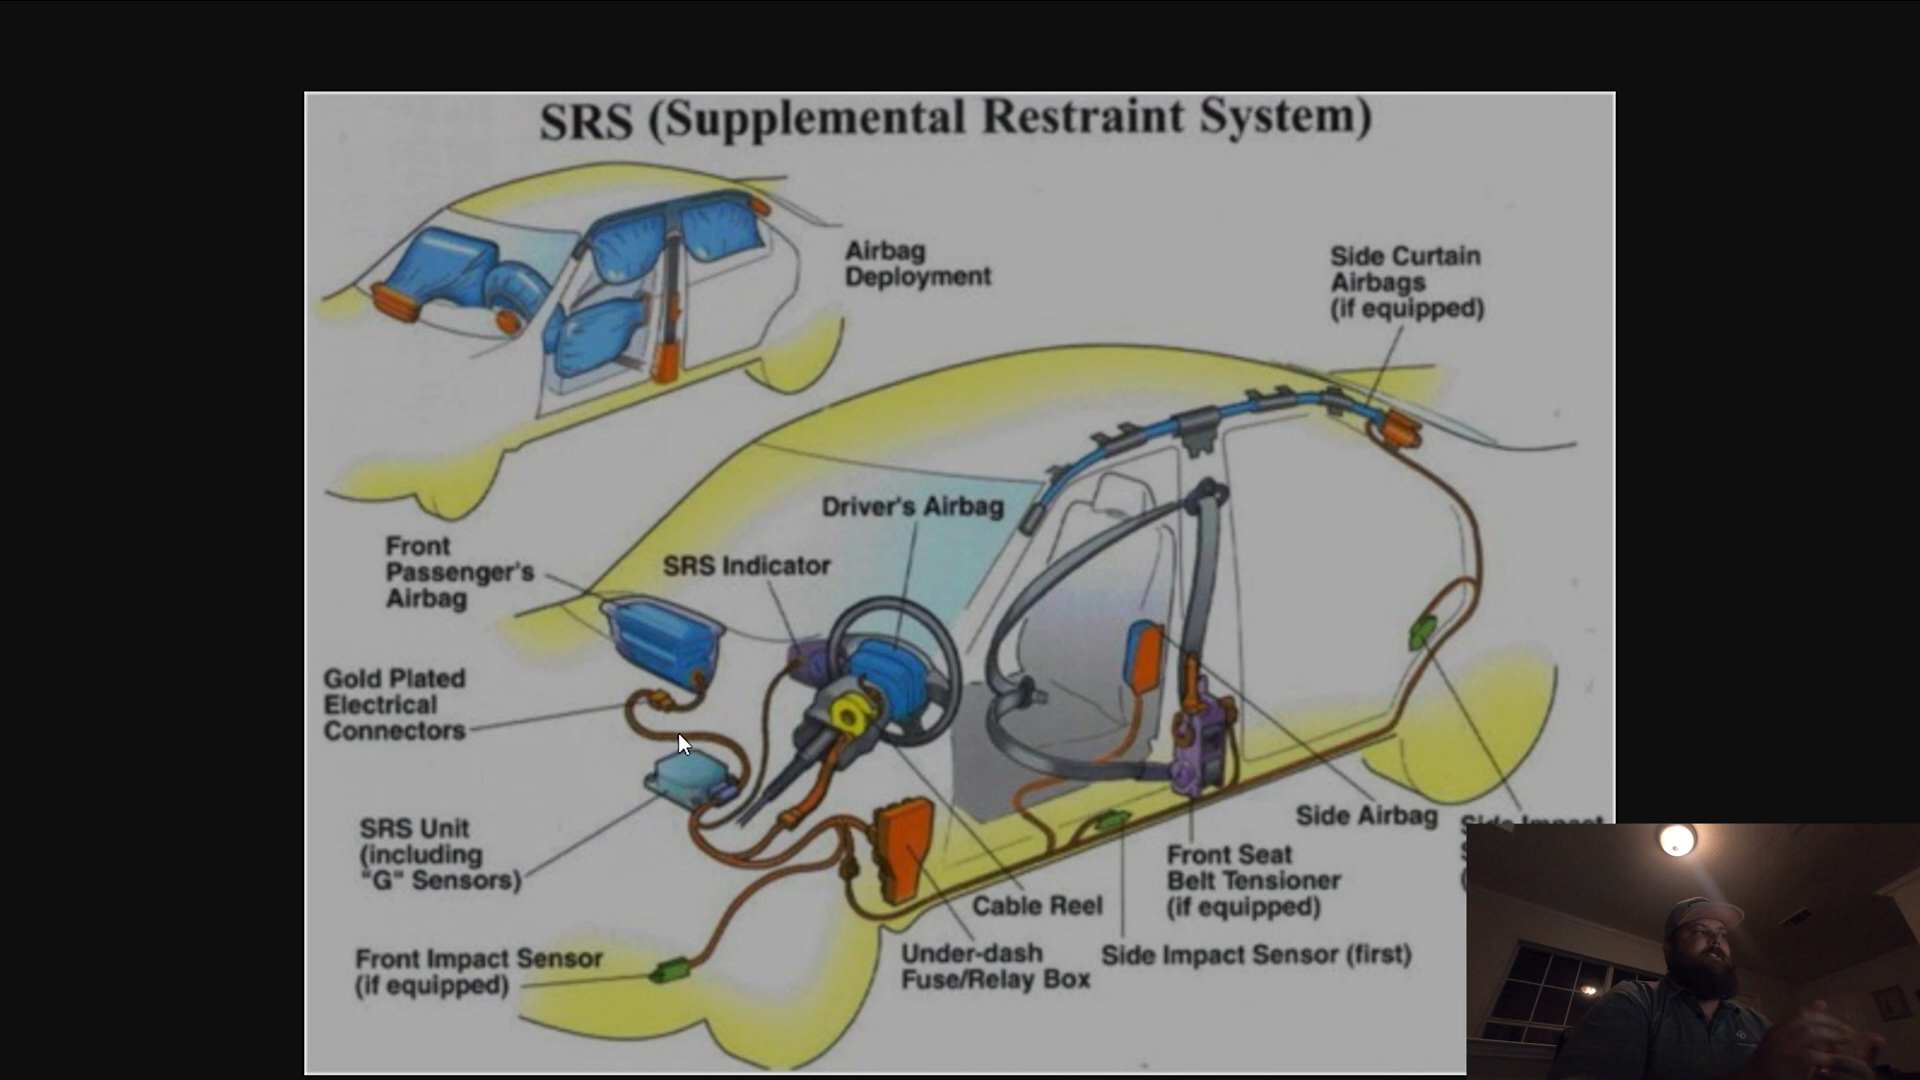 SRS (Supplemental Restraint System)
Airbag
Deployment
Side Curtain
Airbags
(if equipped)
Driver's Airbag
SRS Indicator
Front
Passenger's
Airbag
Gold Plated
Electrical
Connectors
SRS Unit
(including
"G" Sensors)
Front Impact Sensor
(if equipped)
Cable Reel
Under-dash
Fuse/Relay Box
Side Impact Sensor (first)
Front Seat
Belt Tensioner
(if equipped)
Side Airbag
Side Impact